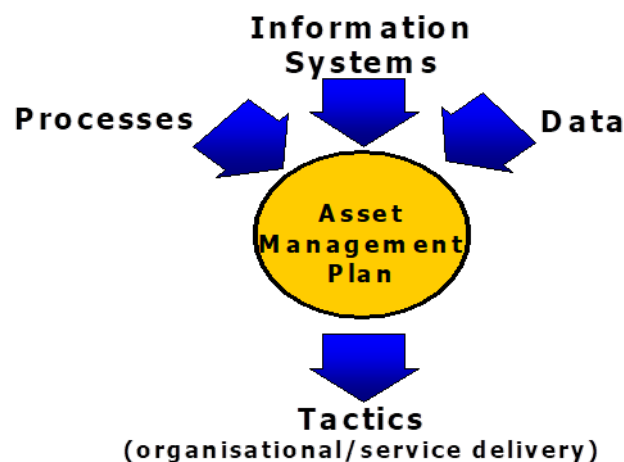 Information
Systems
Processes
Data
Asset
Management
Plan
Tactics
(organisational/service delivery)